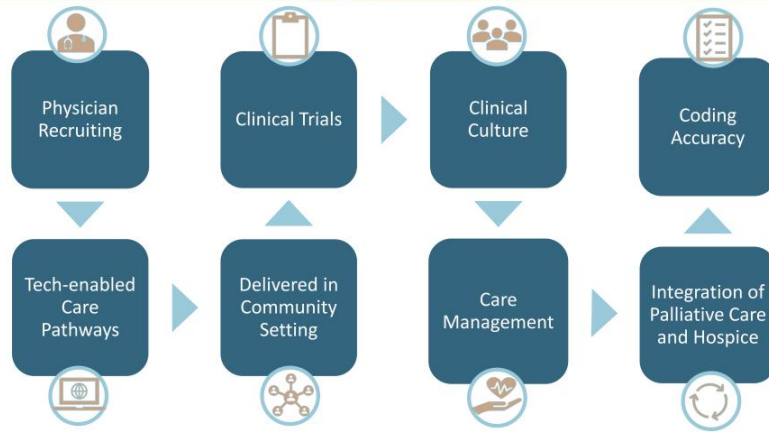 Physician
Recruiting
Tech-enabled
Care
Pathways
Delivered in
Community
Setting
Clinical Trials
Clinical
Culture
Care
Management
Integration of
Palliative Care
and Hospice
Coding
Accuracy